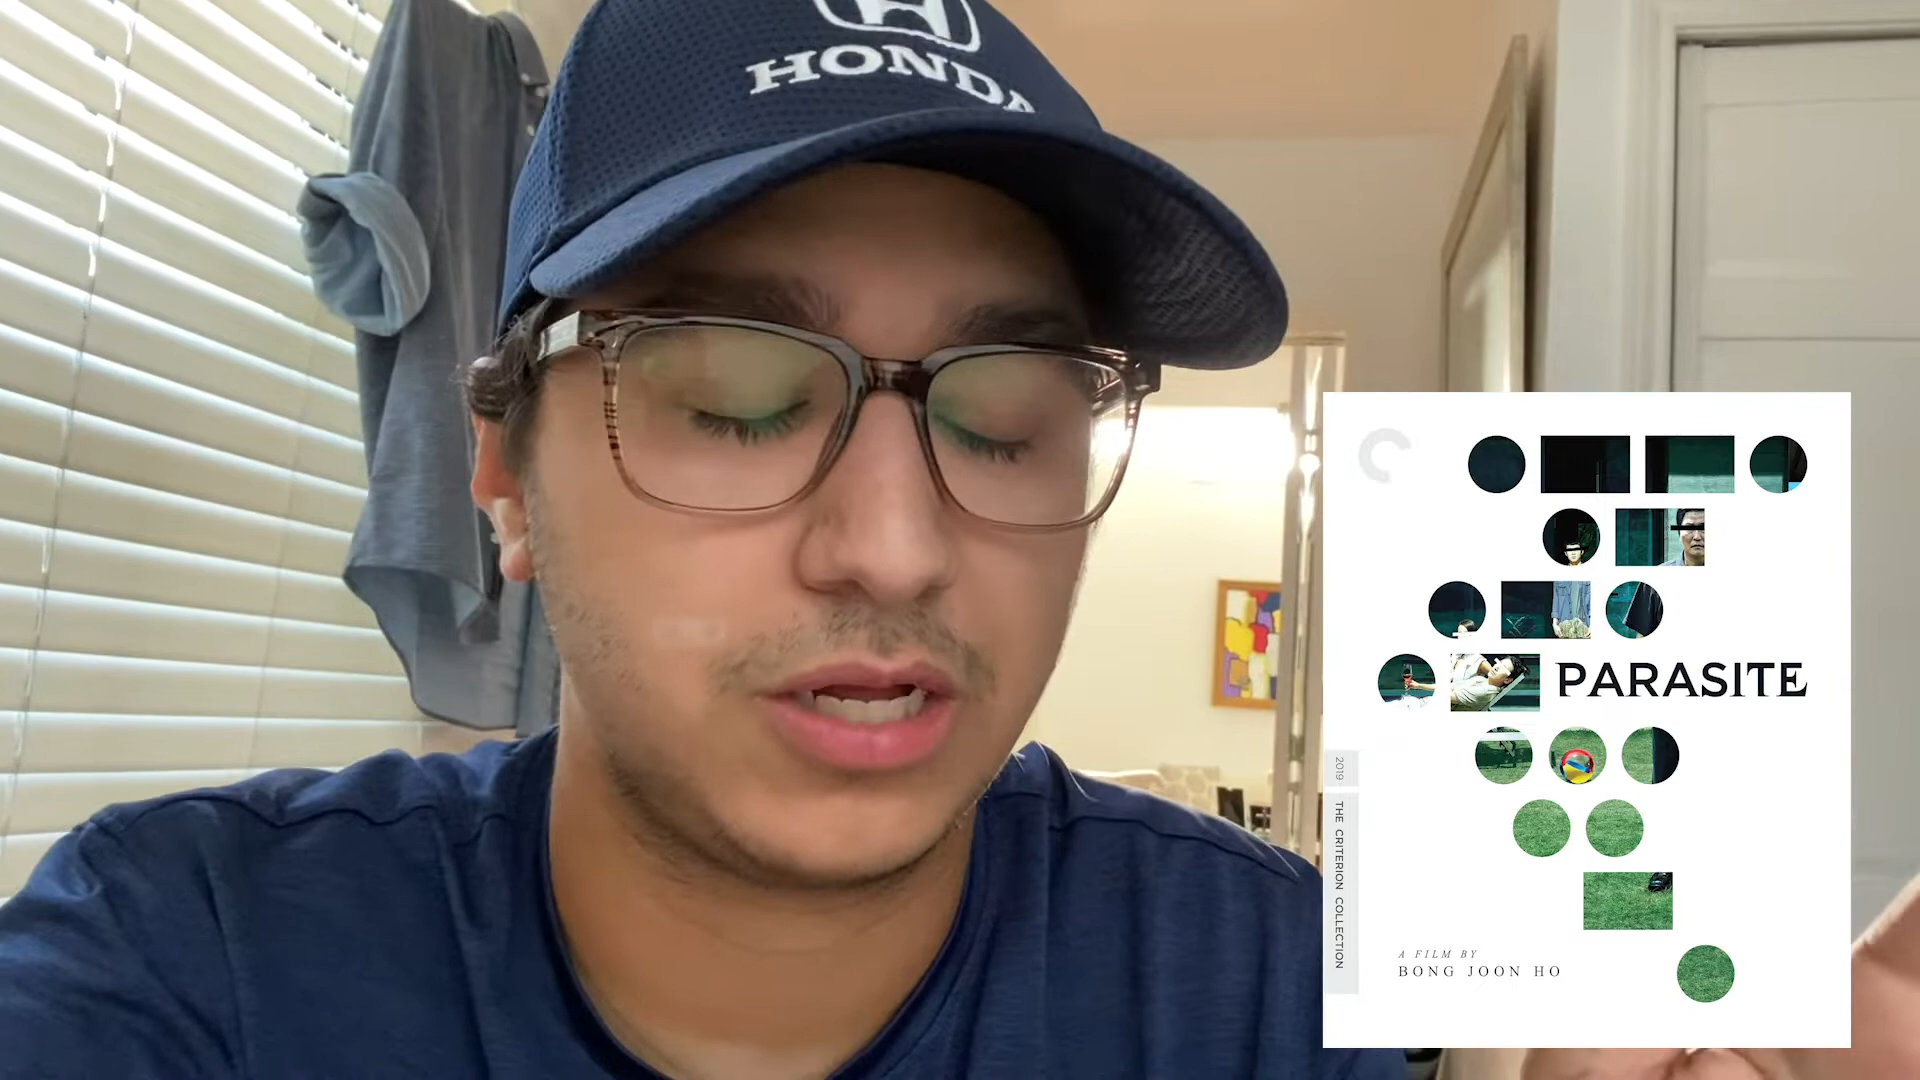 HONDA
PARASITE
2019
THE CRITERION COLLECTION
A FILM BY
BONG JOON HO